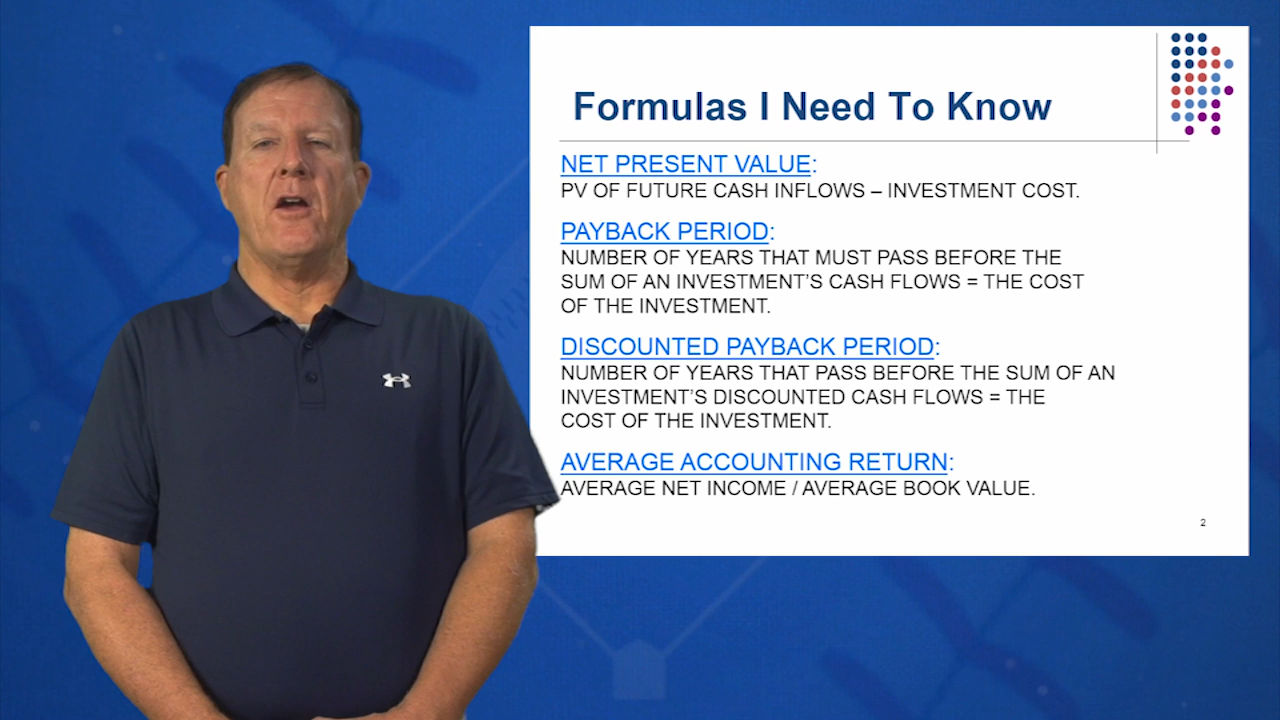 Formulas I Need To Know
NET PRESENT VALUE:
PV OF FUTURE CASH INFLOWS – INVESTMENT COST.
PAYBACK PERIOD:
NUMBER OF YEARS THAT MUST PASS BEFORE THE
SUM OF AN INVESTMENT'S CASH FLOWS = THE COST
OF THE INVESTMENT.
DISCOUNTED PAYBACK PERIOD:
NUMBER OF YEARS THAT PASS BEFORE THE SUM OF AN
INVESTMENT'S DISCOUNTED CASH FLOWS = THE
COST OF THE INVESTMENT.
AVERAGE ACCOUNTING RETURN:
AVERAGE NET INCOME / AVERAGE BOOK VALUE.
2